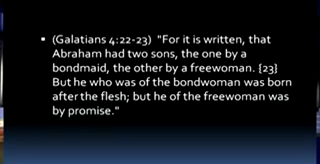 ▪ (Galatians 4:22-23) "For it is written, that
Abraham had two sons, the one by a
bondmaid, the other by a freewoman. {23}
But he who was of the bondwoman was born
after the flesh; but he of the freewoman was
by promise."